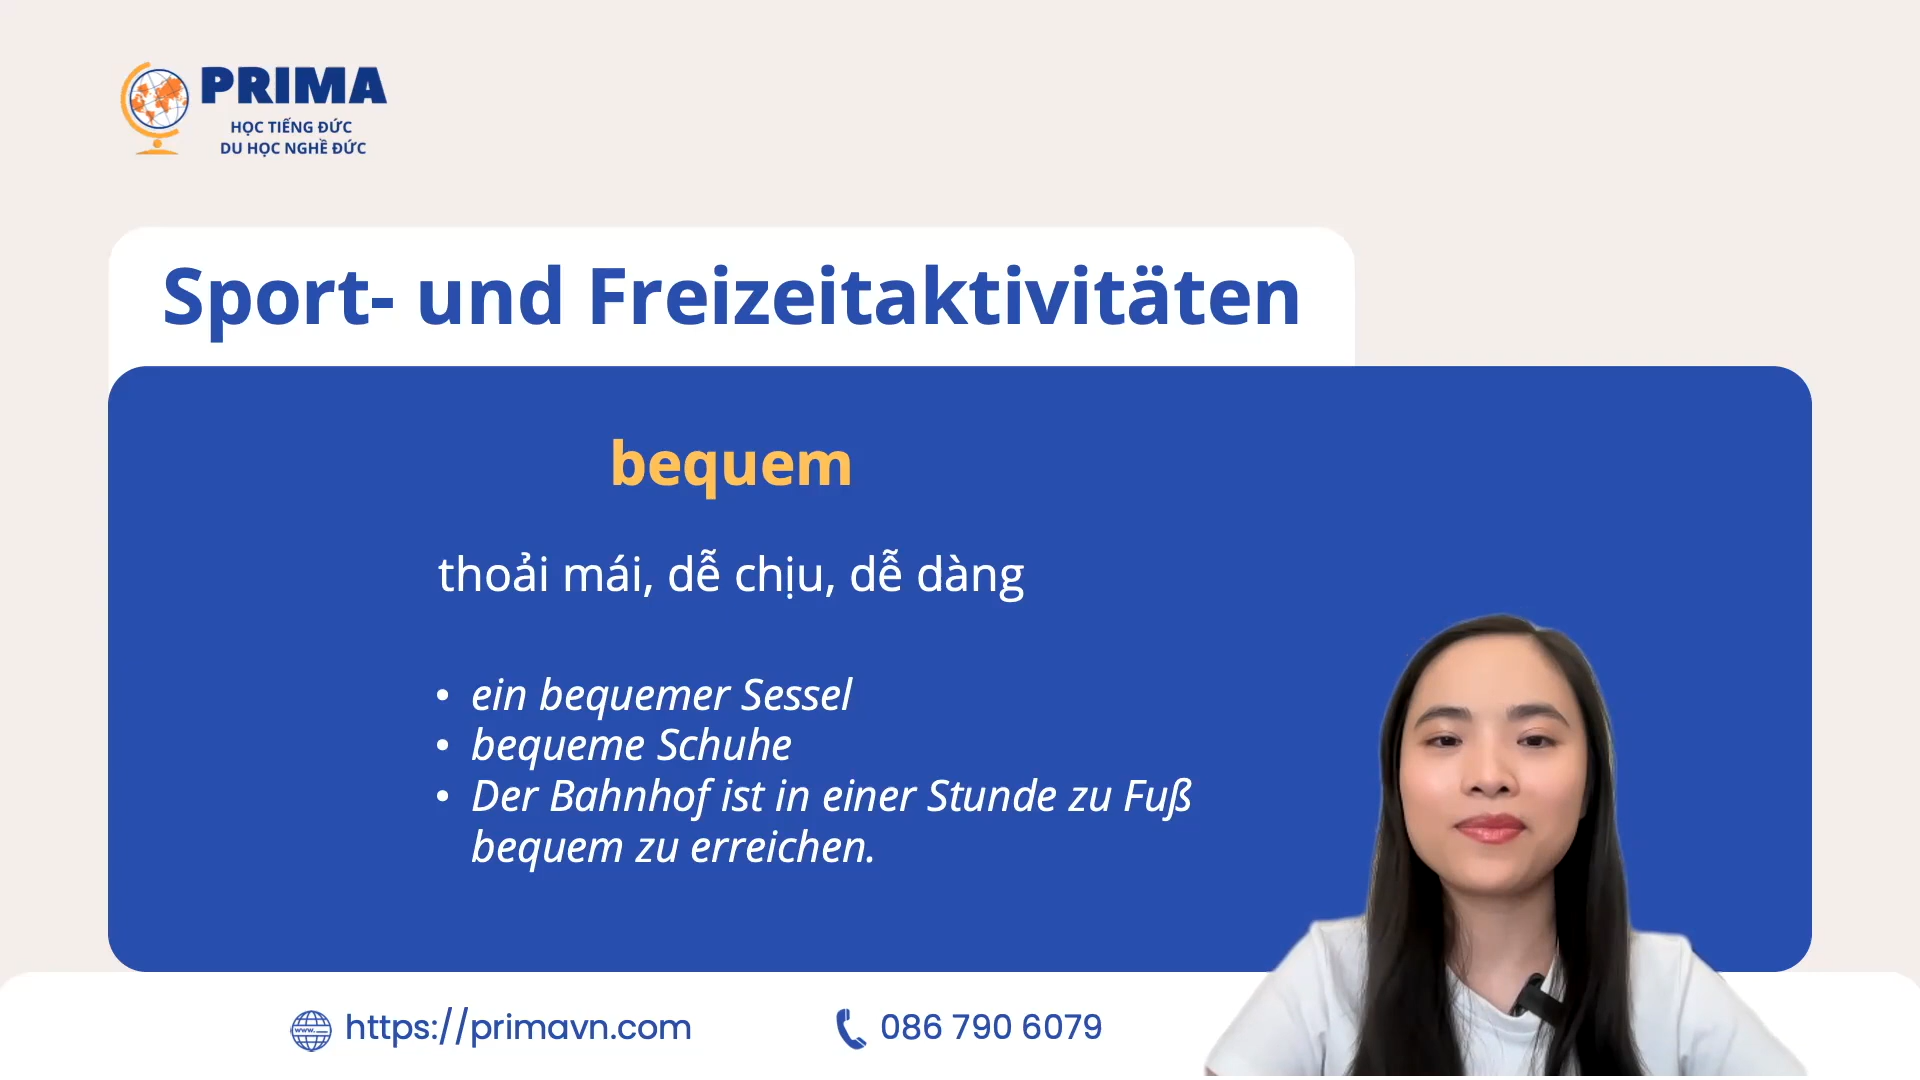 PRIMA
HỌC TIẾNG ĐỨC
DU HỌC NGHỀ ĐỨC
Sport- und Freizeitaktivitäten
bequem
thoải mái, dễ chịu, dễ dàng
• ein bequemer Sessel
• bequeme Schuhe
• Der Bahnhof ist in einer Stunde zu Fuß
bequem zu erreichen.
www.
https://primavn.com
086 790 6079